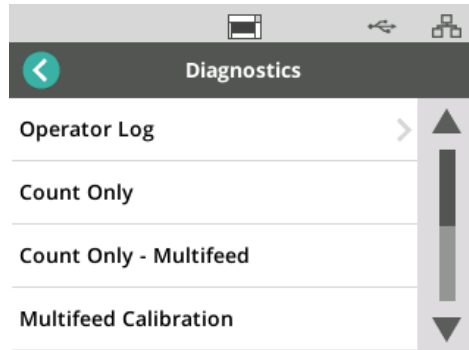 Diagnostics
Operator Log
Count Only
Count Only - Multifeed
Multifeed Calibration